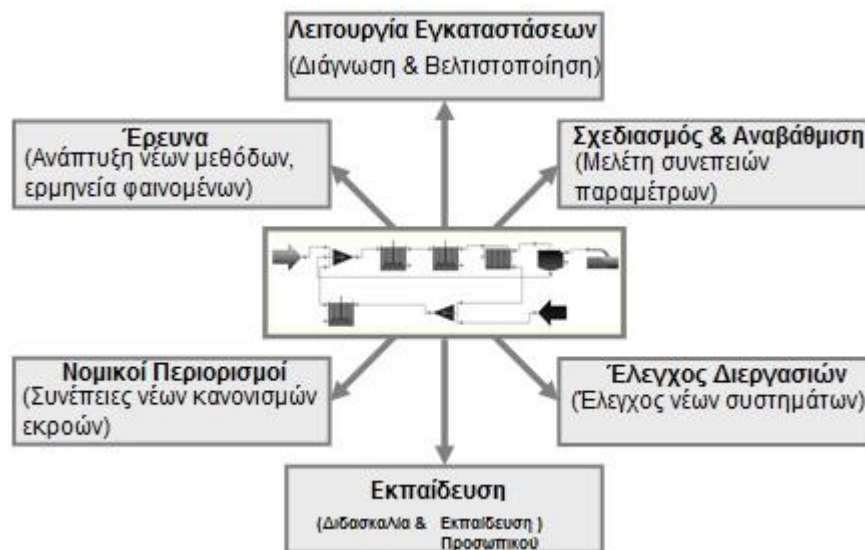 Λειτουργία Εγκαταστάσεων
(Διάγνωση & Βελτιστοποίηση)
Έρευνα
(Ανάπτυξη νέων μεθόδων,
ερμηνεία φαινομένων)
Σχεδιασμός & Αναβάθμιση
(Μελέτη συνεπειών
παραμέτρων)
Νομικοί Περιορισμοί
(Συνέπειες νέων κανονισμών
εκροών)
Έλεγχος Διεργασιών
(Έλεγχος νέων συστημάτων)
Εκπαίδευση
(Διδασκαλία & Εκπαίδευση )
Προσωπικού